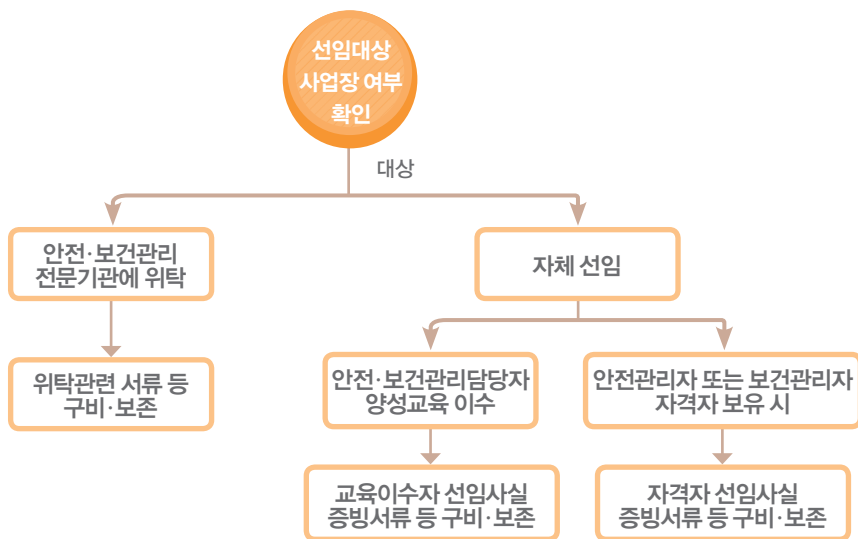 선임대상
사업장 여부
확인
대상
안전·보건관리
전문기관에 위탁
자체 선임
위탁관련 서류 등
구비·보존
안전·보건관리담당자
양성교육 이수
안전관리자 또는 보건관리자
자격자 보유 시
교육이수자 선임사실
증빙서류 등 구비·보존
자격자 선임사실
증빙서류 등 구비·보존